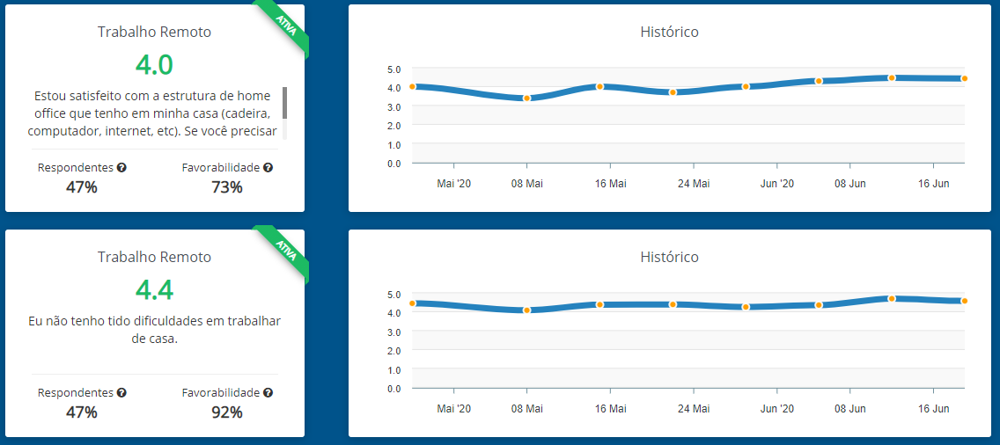 Trabalho Remoto
ATIVA
4.0
Estou satisfeito com a estrutura de home
office que tenho em minha casa (cadeira,
computador, internet, etc). Se você precisar
Respondentes ?
Favorabilidade ?
47%
73%
Histórico
5.0
4.0
3.0
2.0
1.0
0.0
Mai '20
08 Mai
16 Mai
24 Mai
Jun '20
08 Jun
16 Jun
Trabalho Remoto
ATIVA
4.4
Eu não tenho tido dificuldades em trabalhar
de casa.
Respondentes ?
Favorabilidade ?
47%
92%
Histórico
5.0
4.0
3.0
2.0
1.0
0.0
Mai '20
08 Mai
16 Mai
24 Mai
Jun '20
08 Jun
16 Jun